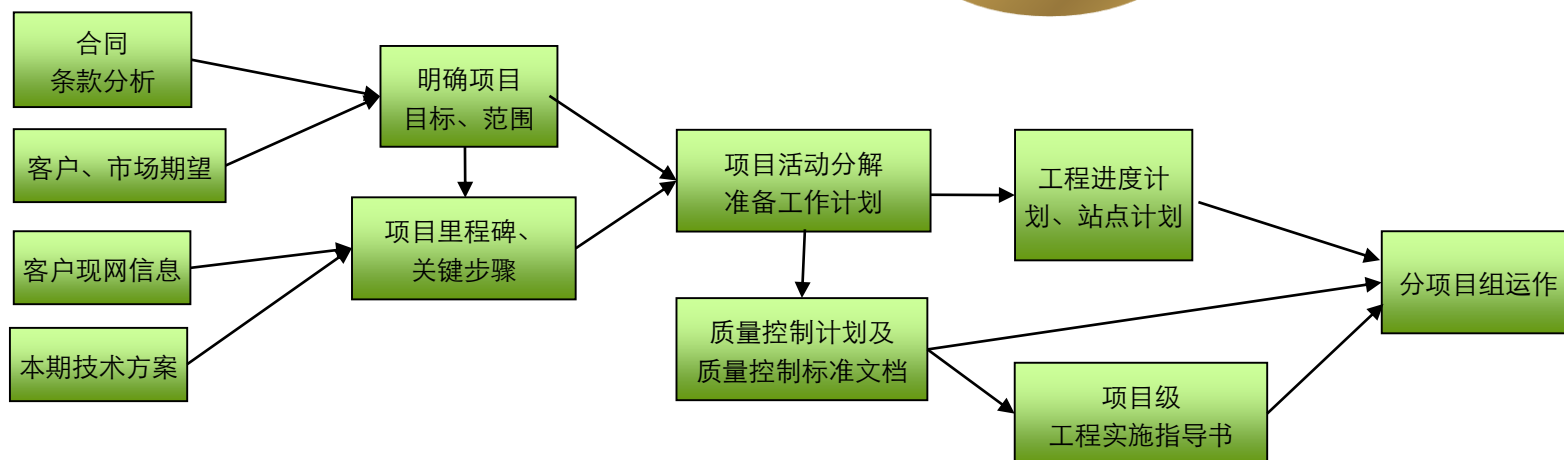 合同
条款分析
客户、市场期望
客户现网信息
本期技术方案
明确项目
目标、范围
项目里程碑、
关键步骤
项目活动分解
准备工作计划
质量控制计划及
质量控制标准文档
工程进度计
划、站点计划
项目级
工程实施指导书
分项目组运作